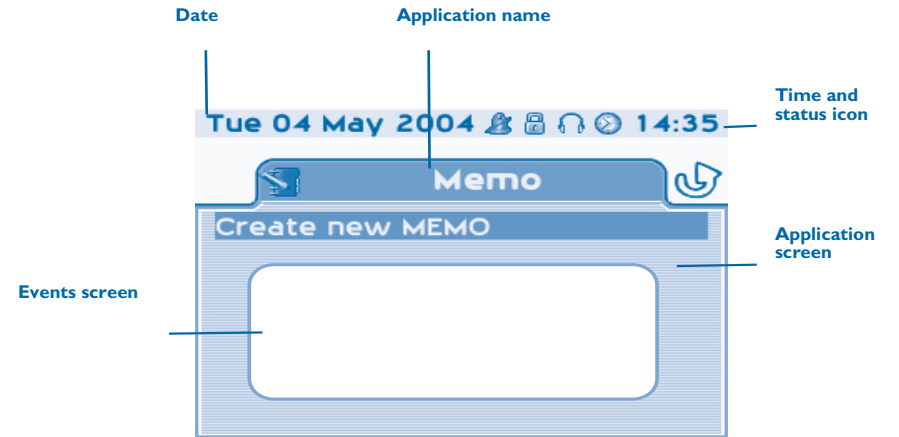 Date
Application name
Time and
status icon
Tue 04 May 2004 14:35
Memo
Create new MEMO
Application
screen
Events screen